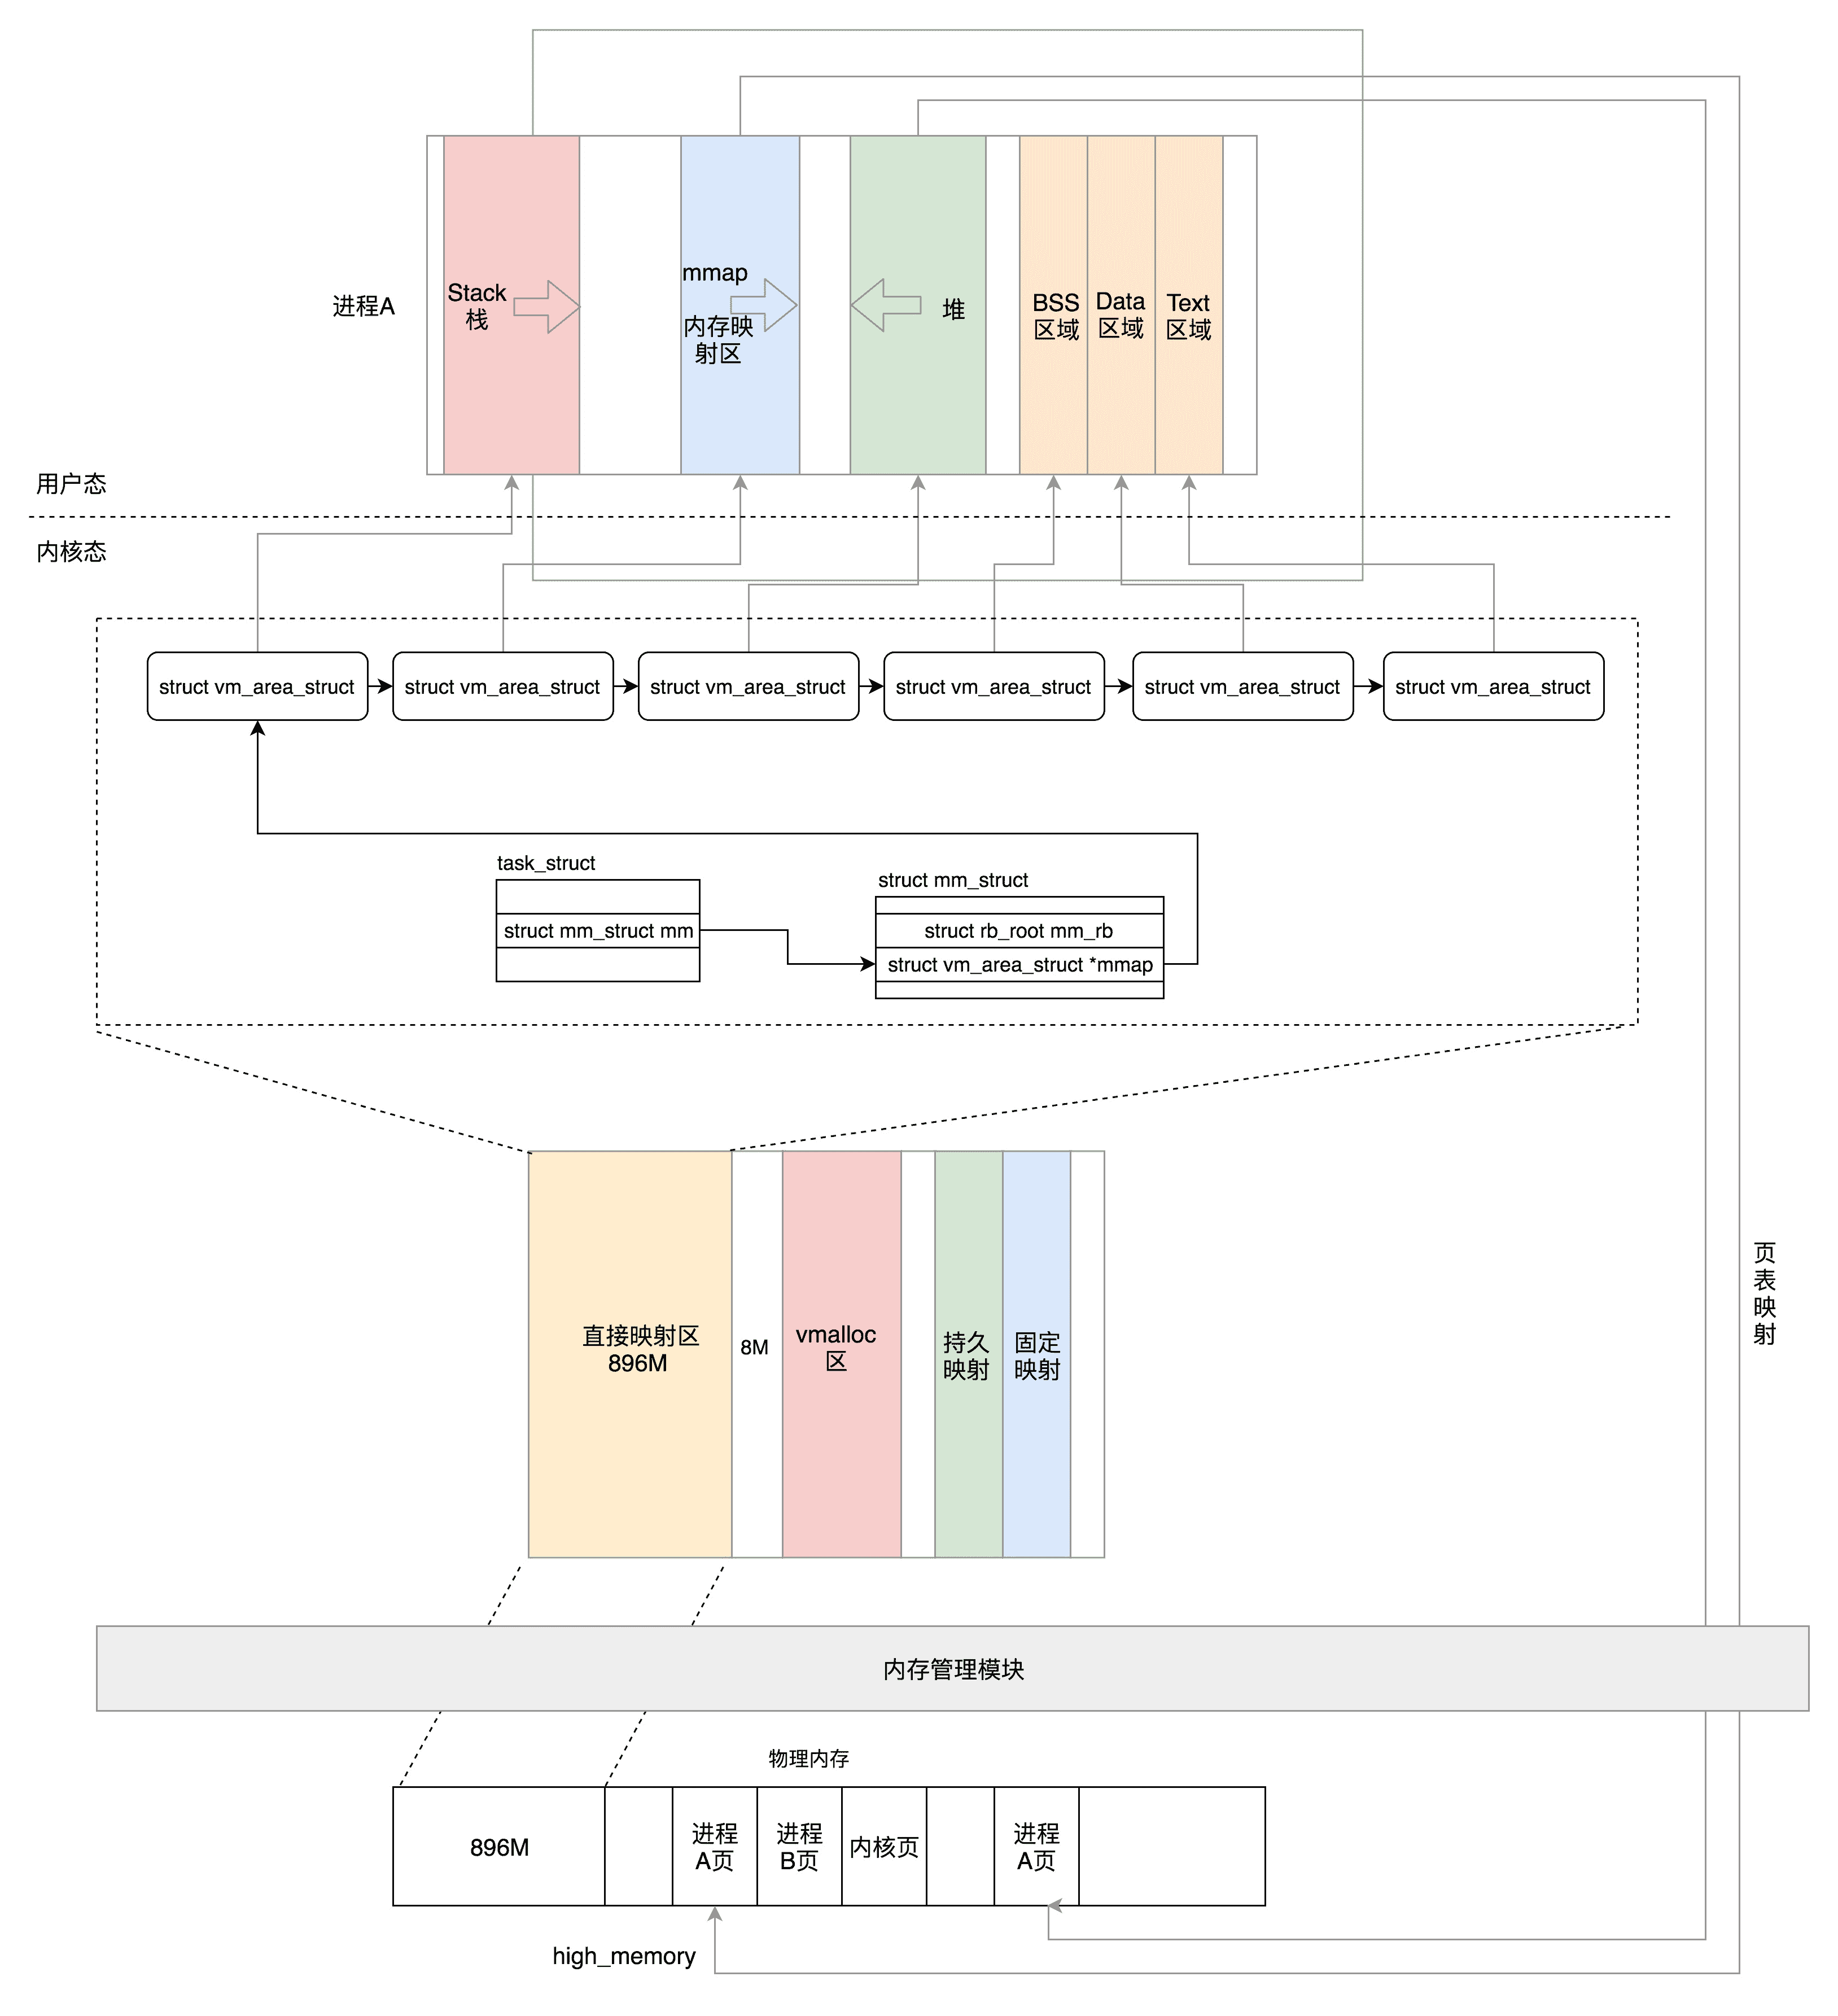 进程A
Stack
栈
mmap
内存映
射区
堆
BSS
区域
Data
区域
Text
区域
用户态
内核态
struct vm_area_struct
struct vm_area_struct
struct vm_area_struct
struct vm_area_struct
struct vm_area_struct
struct vm_area_struct
task_struct
struct mm_struct mm
struct mm_struct
struct rb_root mm_rb
struct vm_area_struct *mmap
直接映射区
896M
8M
vmalloc
区
持久
映射
固定
映射
页
表
映
射
内存管理模块
物理内存
896M
进程
A页
进程
B页
内核页
进程
A页
high_memory